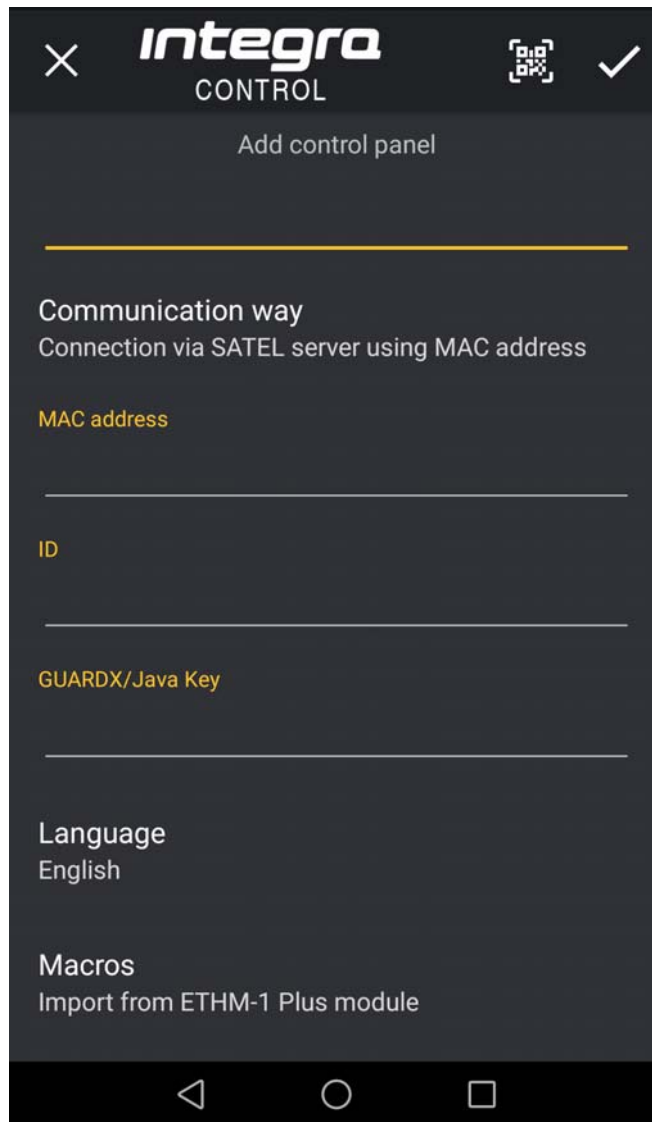 Integra
CONTROL
Add control panel
Communication way
Connection via SATEL server using MAC address
MAC address
ID
GUARDX/Java Key
Language
English
Macros
Import from ETHM-1 Plus module